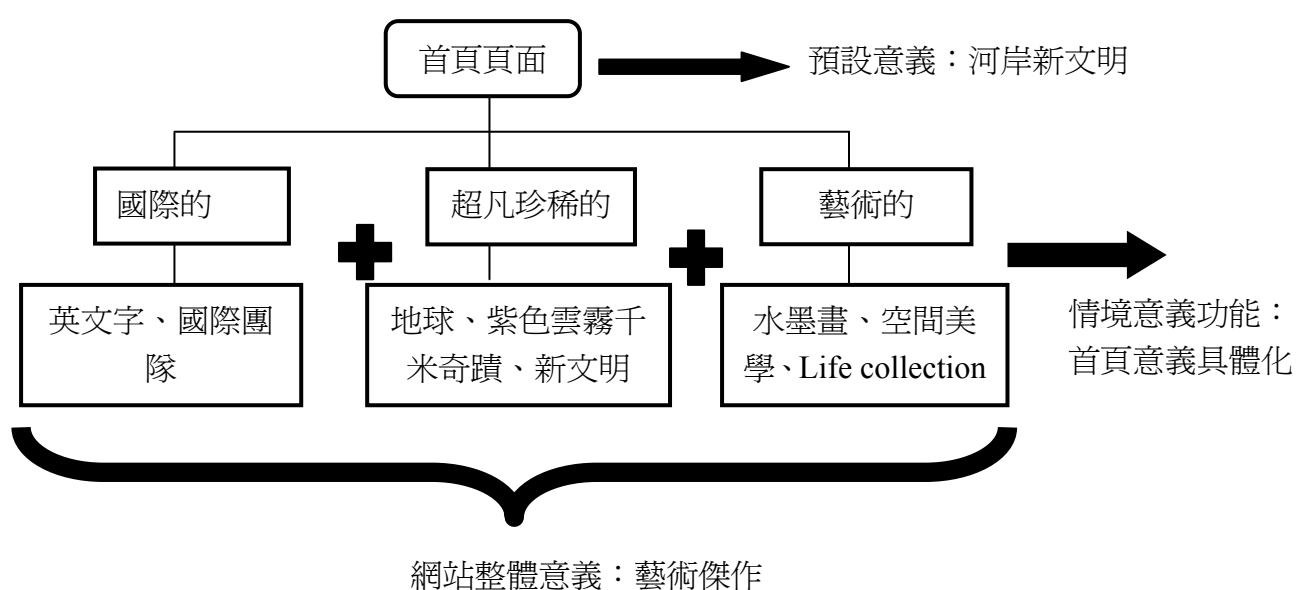 首頁頁面
預設意義：河岸新文明
國際的
超凡珍稀的
藝術的
英文字、國際團
隊
地球、紫色雲霧千
米奇蹟、新文明
水墨畫、空間美
學、Life collection
情境意義功能：
首頁意義具體化
網站整體意義：藝術傑作